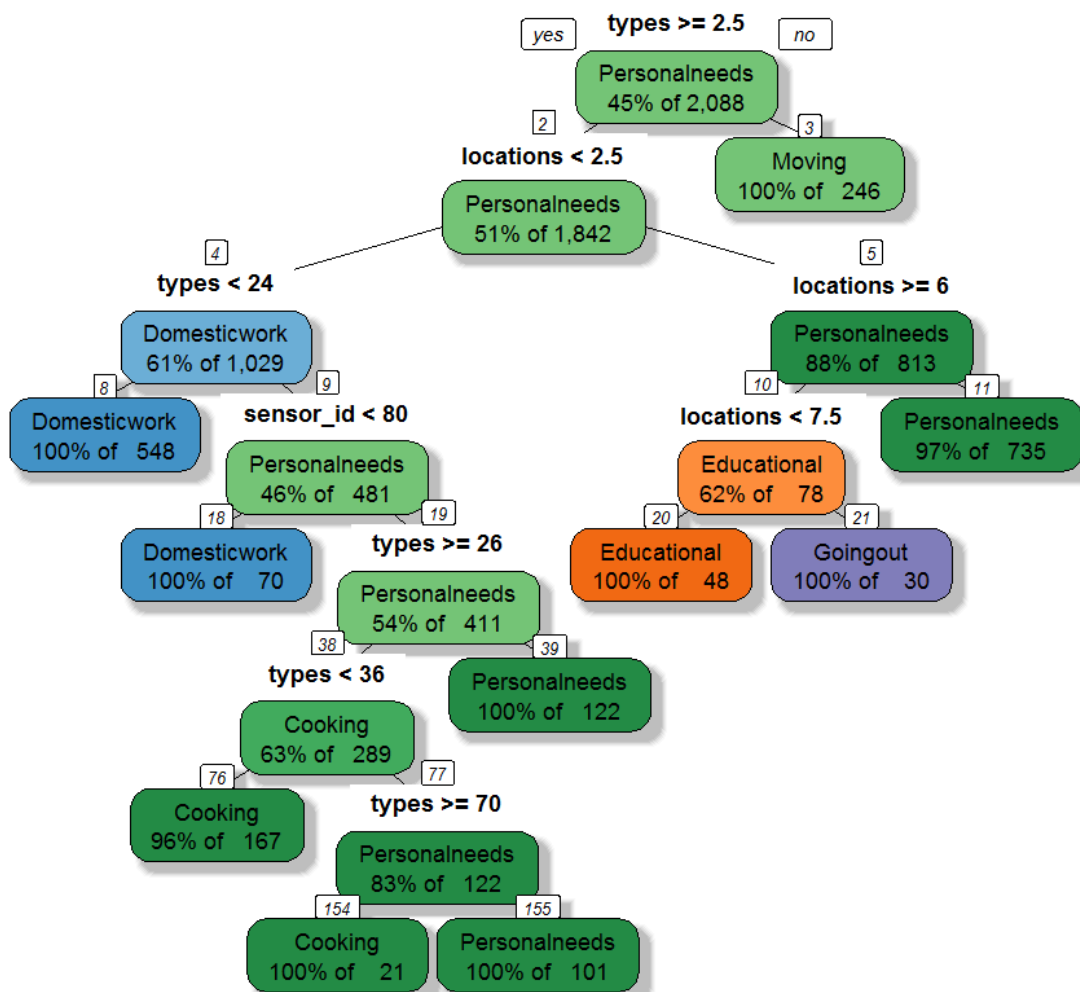 types >= 2.5
yes
no
Personalneeds
45% of 2,088
2
3
locations < 2.5
Moving
100% of 246
Personalneeds
51% of 1,842
4
5
types < 24
locations >= 6
Domesticwork
61% of 1,029
Personalneeds
88% of 813
8
9
10
11
sensor_id < 80
locations < 7.5
Domesticwork
100% of 548
Personalneeds
97% of 735
Personalneeds
46% of 481
Educational
62% of 78
18
19
20
21
types >= 26
Domesticwork
100% of 70
Educational
100% of 48
Goingout
100% of 30
Personalneeds
54% of 411
38
39
types < 36
Personalneeds
100% of 122
Cooking
63% of 289
76
77
types >= 70
Cooking
96% of 167
Personalneeds
83% of 122
154
155
Cooking
100% of 21
Personalneeds
100% of 101